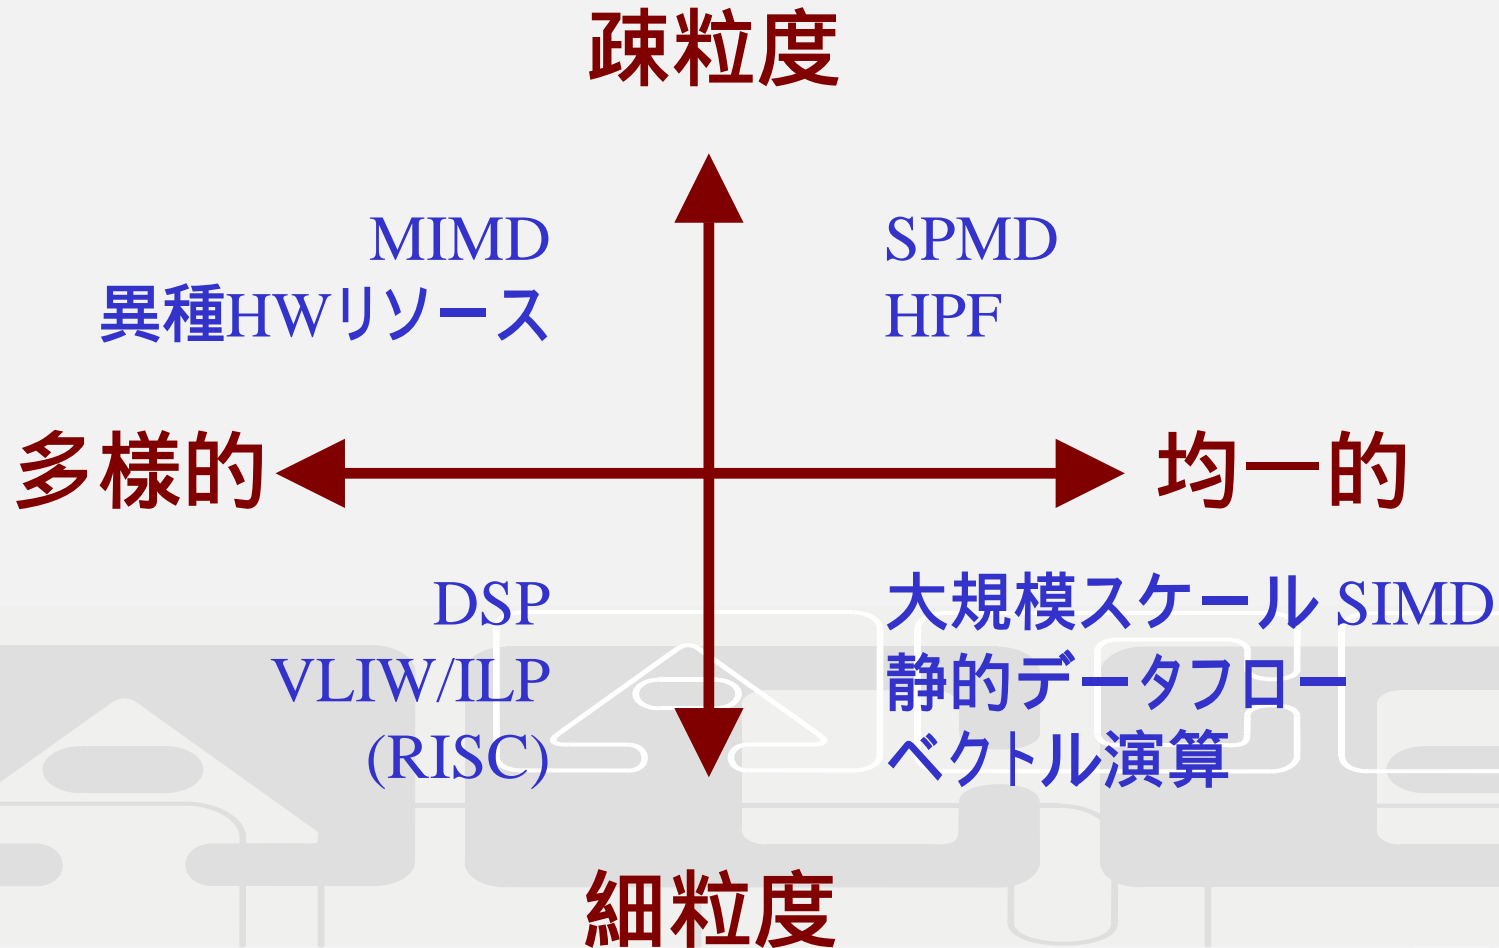 疎粒度
MIMD
異種HWリソース
SPMD
HPF
多様的
均一的
DSP
VLIW/ILP
(RISC)
大規模スケール SIMD
静的データフロー
ベクトル演算
細粒度